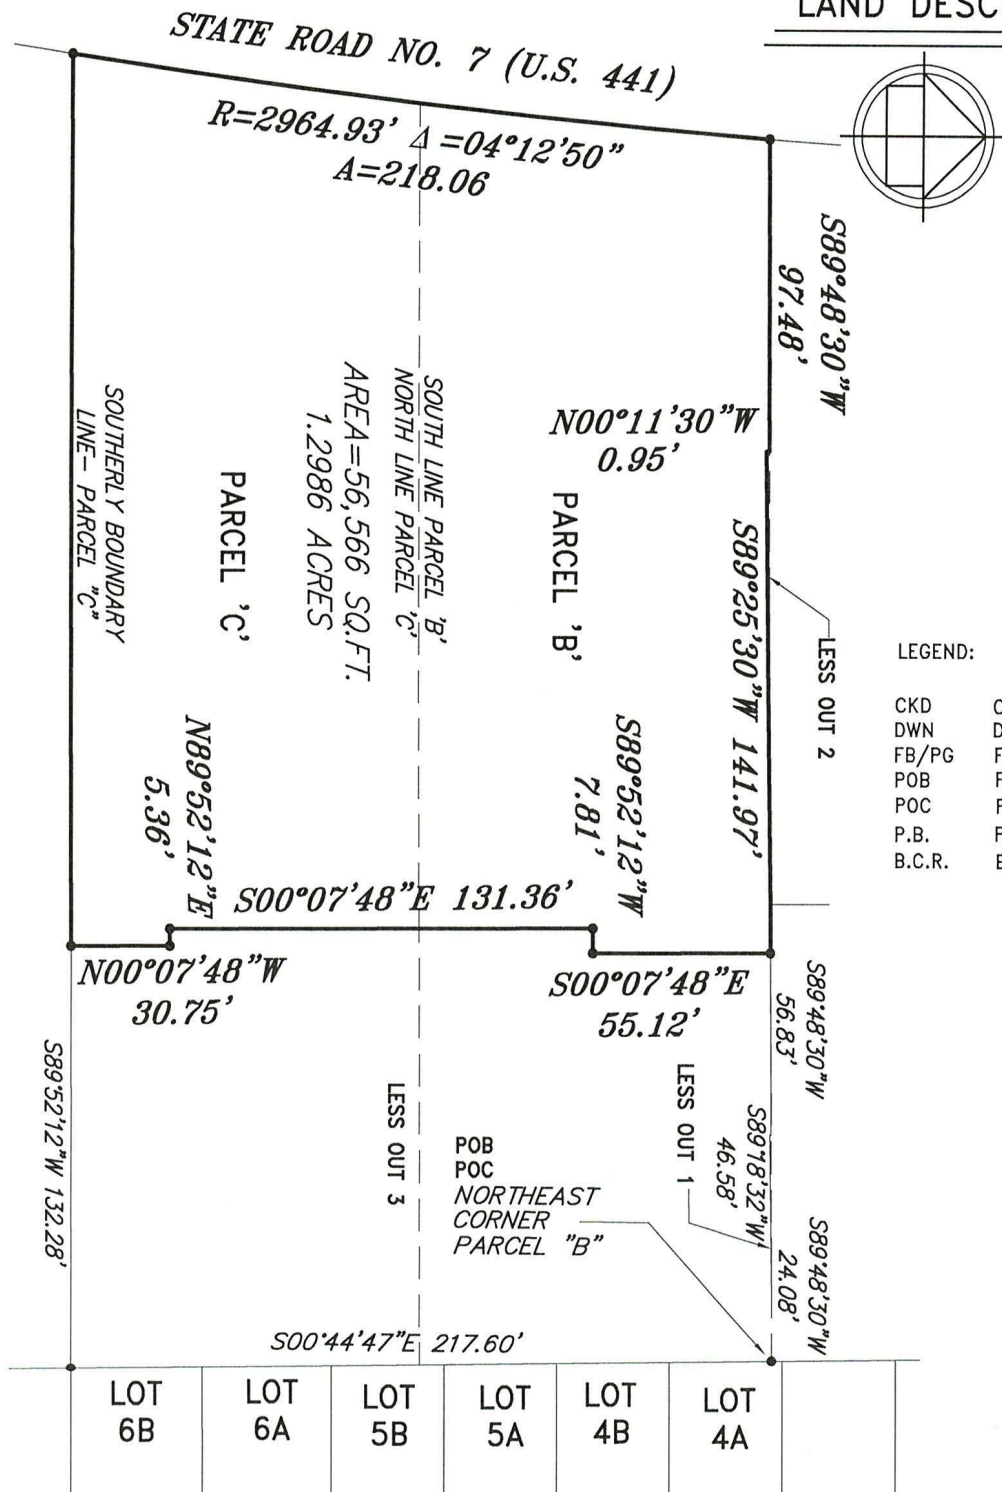 LAND DESC
STATE ROAD NO. 7 (U.S. 441)
R=2964.93' Δ =04°12'50"
A=218.06
S89°48'30"W
97.48'
N00°11'30"W
0.95'
SOUTH LINE PARCEL 'B'
NORTH LINE PARCEL 'C'
AREA=56,566 SQ.FT.
1.2986 ACRES
SOUTHERLY BOUNDARY
LINE- PARCEL "C"
PARCEL 'C'
PARCEL 'B'
S89°25'30"W 141.97'
LESS OUT 2
LEGEND:
CKD
DWN
FB/PG
POB
POC
P.B.
B.C.R.
N89°52'12"E
5.36'
S89°52'12"W
7.81'
S00°07'48"E 131.36'
N00°07'48"W
30.75'
S00°07'48"E
55.12'
S89°48'30"W
56.83'
S89°52'12"W 132.28'
LESS OUT 3
LESS OUT 1
S89°18'32"W
46.58'
POB
POC
NORTHEAST
CORNER
PARCEL "B"
S89°48'30"W
24.08'
S00°44'47"E 217.60'
LOT
6B
LOT
6A
LOT
5B
LOT
5A
LOT
4B
LOT
4A